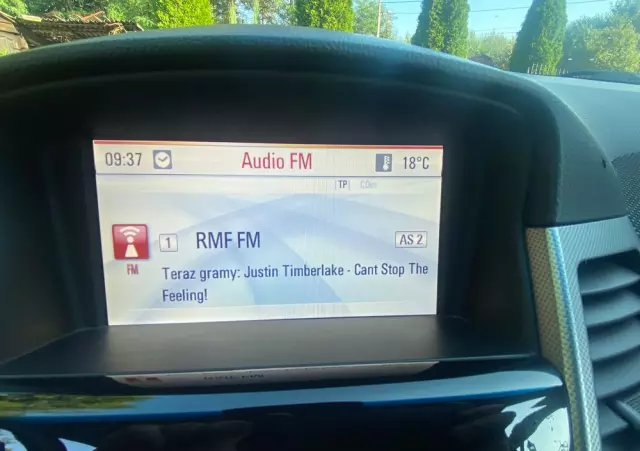 09:37 Audio FM 18°C
[TP] CDin
1 RMF FM AS 2
FM
Teraz gramy: Justin Timberlake - Cant Stop The
Feeling!